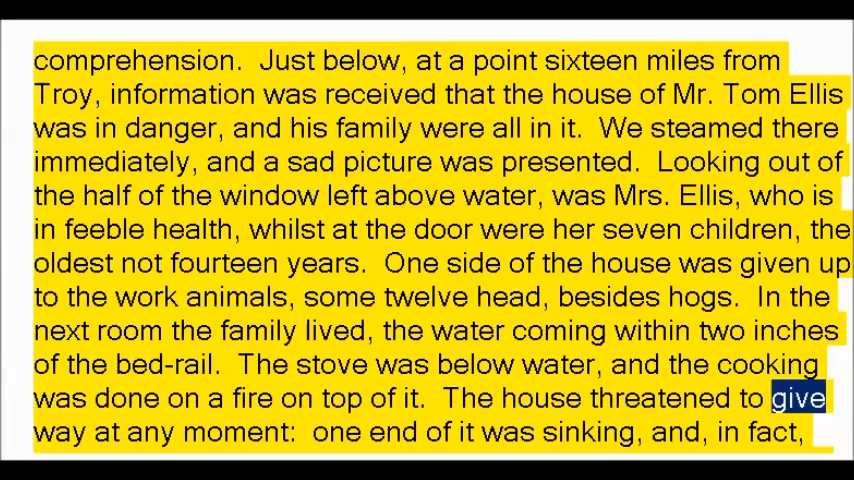 comprehension.  Just below, at a point sixteen miles from
Troy, information was received that the house of Mr. Tom Ellis
was in danger, and his family were all in it.  We steamed there
immediately, and a sad picture was presented.  Looking out of
the half of the window left above water, was Mrs. Ellis, who is
in feeble health, whilst at the door were her seven children, the
oldest not fourteen years.  One side of the house was given up
to the work animals, some twelve head, besides hogs.  In the
next room the family lived, the water coming within two inches
of the bed-rail.  The stove was below water, and the cooking
was done on a fire on top of it.  The house threatened to give
way at any moment:  one end of it was sinking, and, in fact,